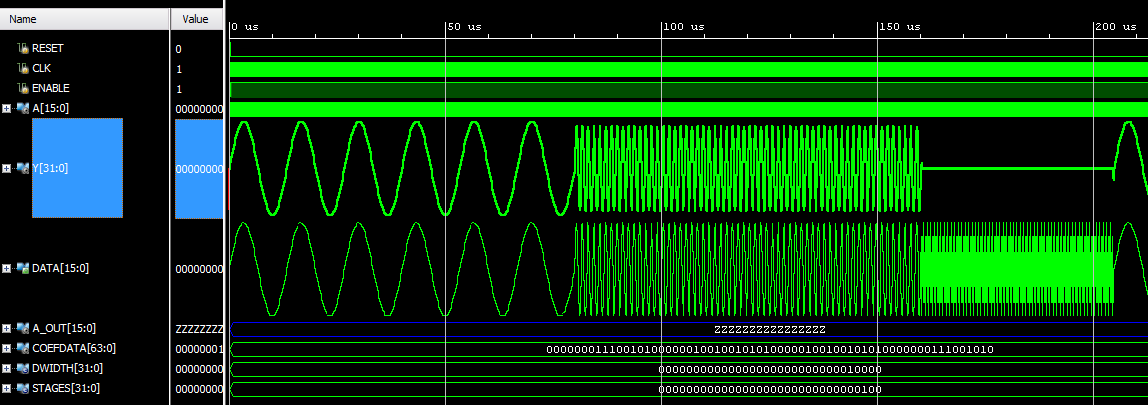 Name Value
0 us 50 us 100 us 150 us 200 us
RESET 0
CLK 1
ENABLE 1
A[15:0] 00000000
Y[31:0] 00000000
DATA[15:0] 00000000
A_OUT[15:0] ZZZZZZZZ ZZZZZZZZZZZZZZZZ
COEFDATA[63:0] 00000001 0000000111001010000001001001010100000100100101010000000111001010
DWIDTH[31:0] 00000000 00000000000000000000000000010000
STAGES[31:0] 00000000 00000000000000000000000000000100